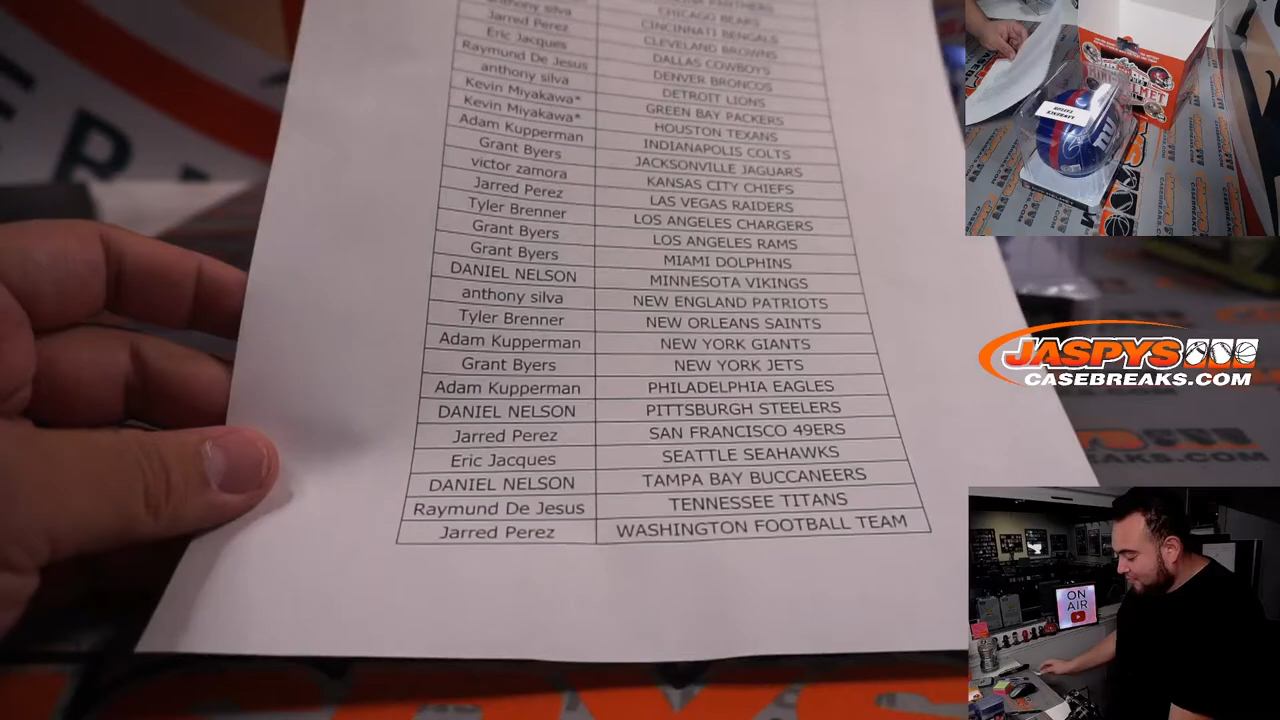 PANTHERS
anthony silva CHICAGO BEARS
Jarred Perez CINCINNATI BENGALS
Eric Jacques CLEVELAND BROWNS
Raymund De Jesus DALLAS COWBOYS
anthony silva DENVER BRONCOS
Kevin Miyakawa* DETROIT LIONS
Kevin Miyakawa* GREEN BAY PACKERS
Adam Kupperman HOUSTON TEXANS
Grant Byers INDIANAPOLIS COLTS
victor zamora JACKSONVILLE JAGUARS
Jarred Perez KANSAS CITY CHIEFS
Tyler Brenner LAS VEGAS RAIDERS
Grant Byers LOS ANGELES CHARGERS
Grant Byers LOS ANGELES RAMS
DANIEL NELSON MIAMI DOLPHINS
anthony silva MINNESOTA VIKINGS
Tyler Brenner NEW ENGLAND PATRIOTS
Adam Kupperman NEW ORLEANS SAINTS
Grant Byers NEW YORK GIANTS
Adam Kupperman NEW YORK JETS
DANIEL NELSON PHILADELPHIA EAGLES
Jarred Perez PITTSBURGH STEELERS
Eric Jacques SAN FRANCISCO 49ERS
DANIEL NELSON SEATTLE SEAHAWKS
Raymund De Jesus TAMPA BAY BUCCANEERS
Jarred Perez TENNESSEE TITANS
WASHINGTON FOOTBALL TEAM
JASPYS
CASEBREAKS.COM
ny
ON
AIR